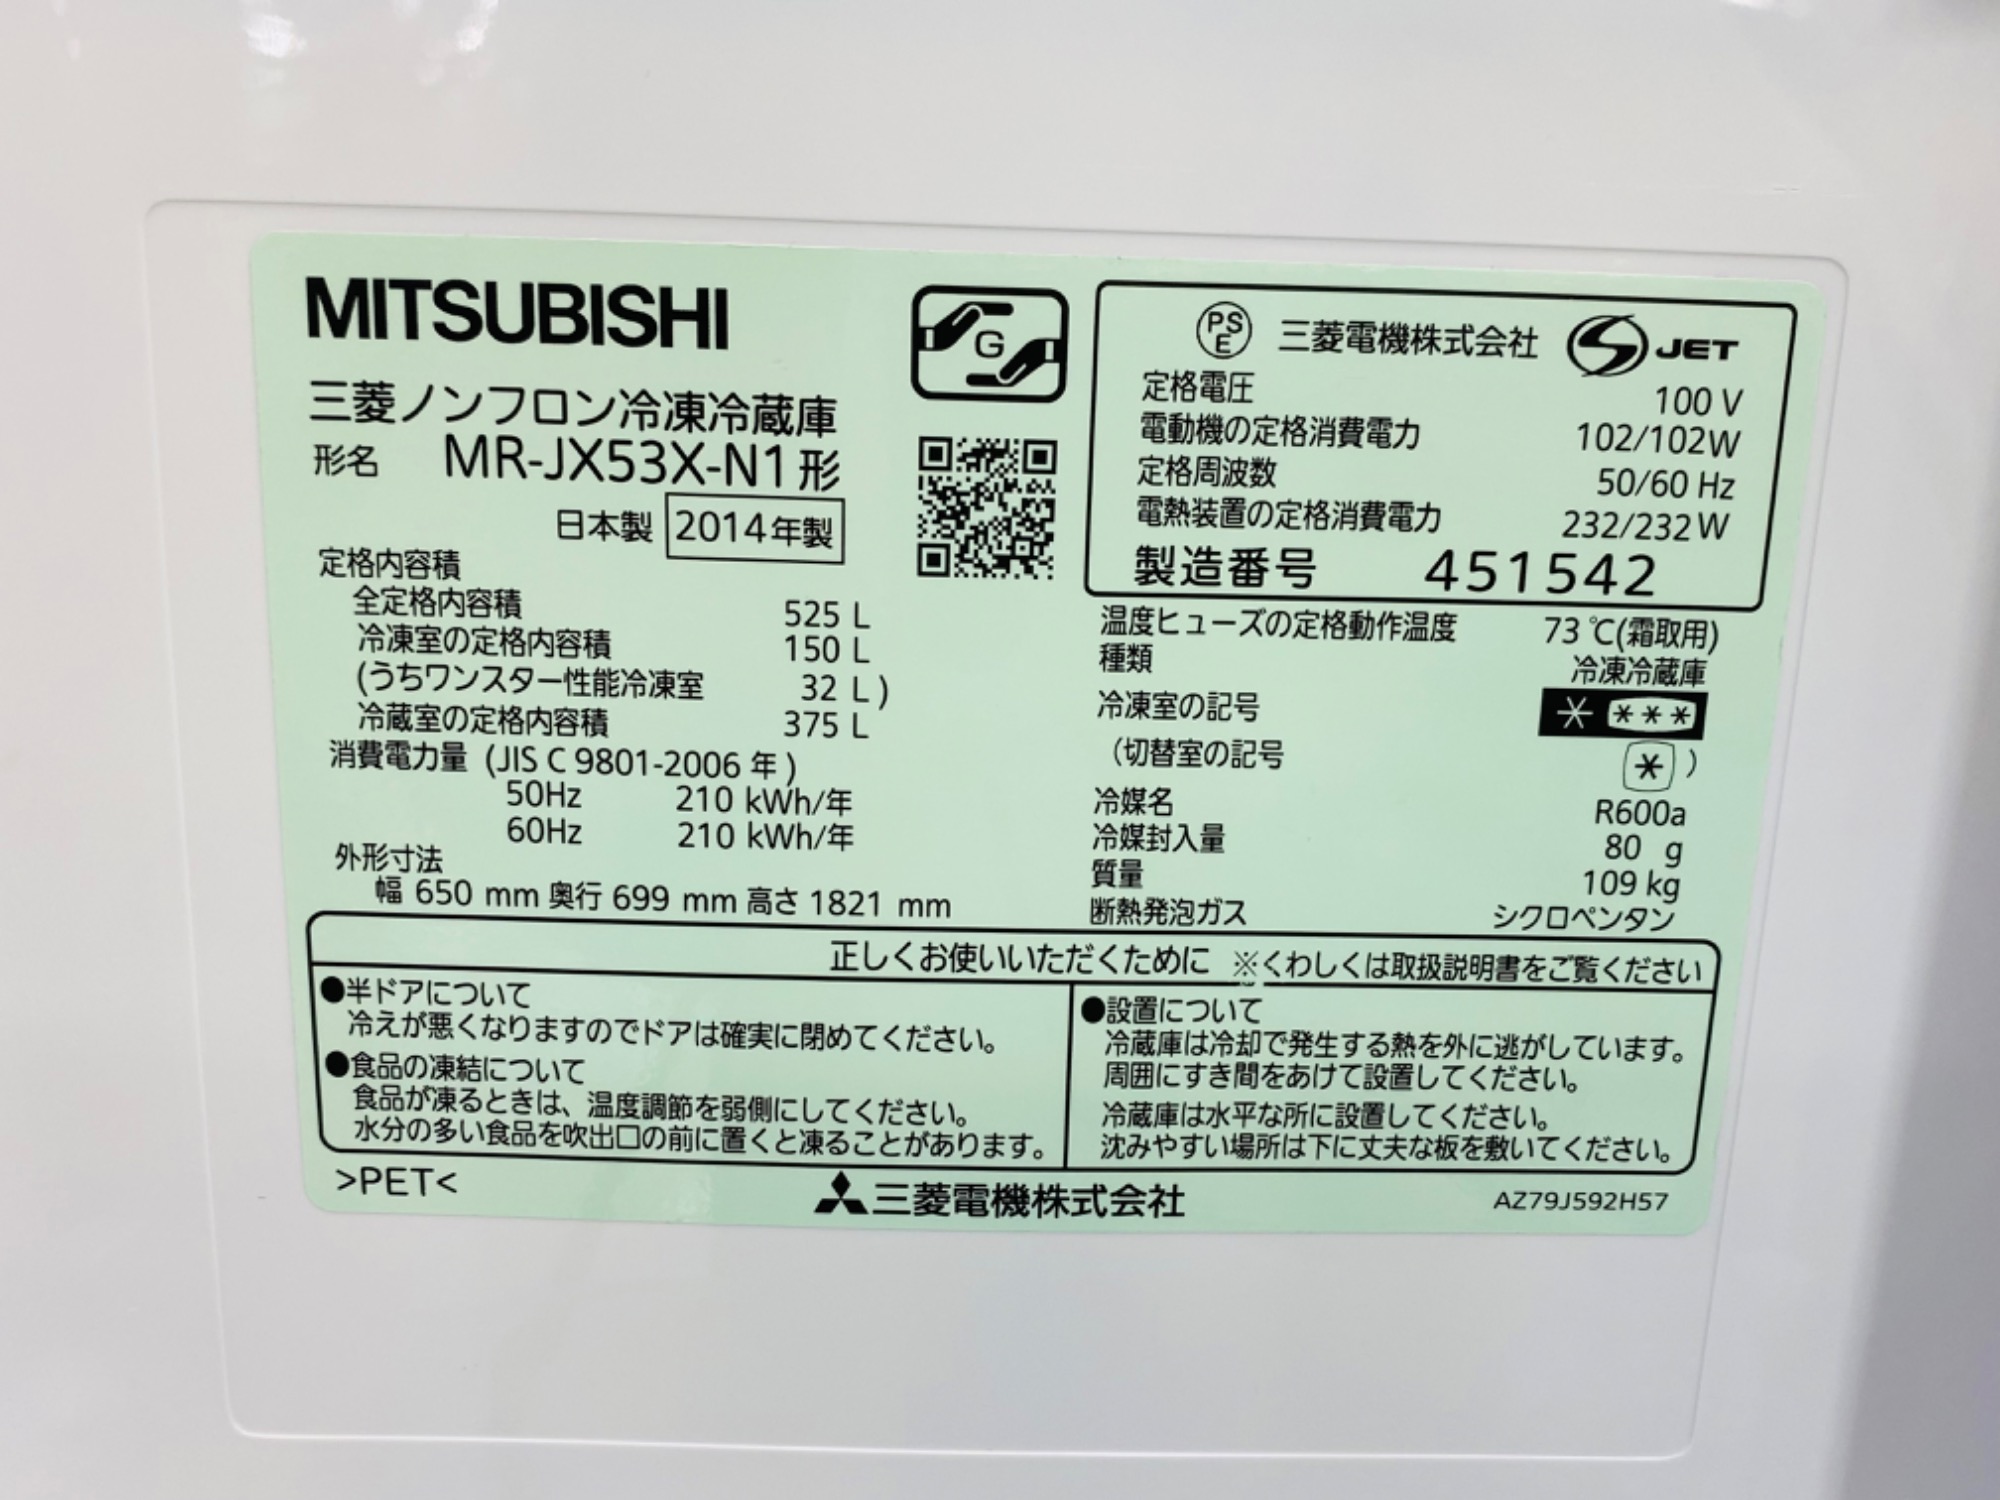 MITSUBISHI
三菱ノンフロン冷凍冷蔵庫
形名 MR-JX53X-N1形
日本製 2014年製
定格内容積
全定格内容積 525 L
冷凍室の定格内容積 150 L
(うちワンスター性能冷凍室 32 L)
冷蔵室の定格内容積 375 L
消費電力量 (JIS C 9801-2006年)
50Hz 210 kWh/年
60Hz 210 kWh/年
外形寸法
幅 650 mm 奥行 699 mm 高さ 1821 mm
G
PSE 三菱電機株式会社 JET
定格電圧 100 V
電動機の定格消費電力 102/102W
定格周波数 50/60 Hz
電熱装置の定格消費電力 232/232W
製造番号 451542
温度ヒューズの定格動作温度 73℃(霜取用)
種類 冷凍冷蔵庫
冷凍室の記号 * ***
(切替室の記号 * )
冷媒名 R600a
冷媒封入量 80 g
質量 109 kg
断熱発泡ガス シクロペンタン
正しくお使いいただくために ※くわしくは取扱説明書をご覧ください
●半ドアについて
冷えが悪くなりますのでドアは確実に閉めてください。
●食品の凍結について
食品が凍るときは、温度調節を弱側にしてください。
水分の多い食品を吹出口の前に置くと凍ることがあります。
●設置について
冷蔵庫は冷却で発生する熱を外に逃がしています。
周囲にすき間をあけて設置してください。
冷蔵庫は水平な所に設置してください。
沈みやすい場所は下に丈夫な板を敷いてください。
>PET<
三菱電機株式会社
AZ79J592H57